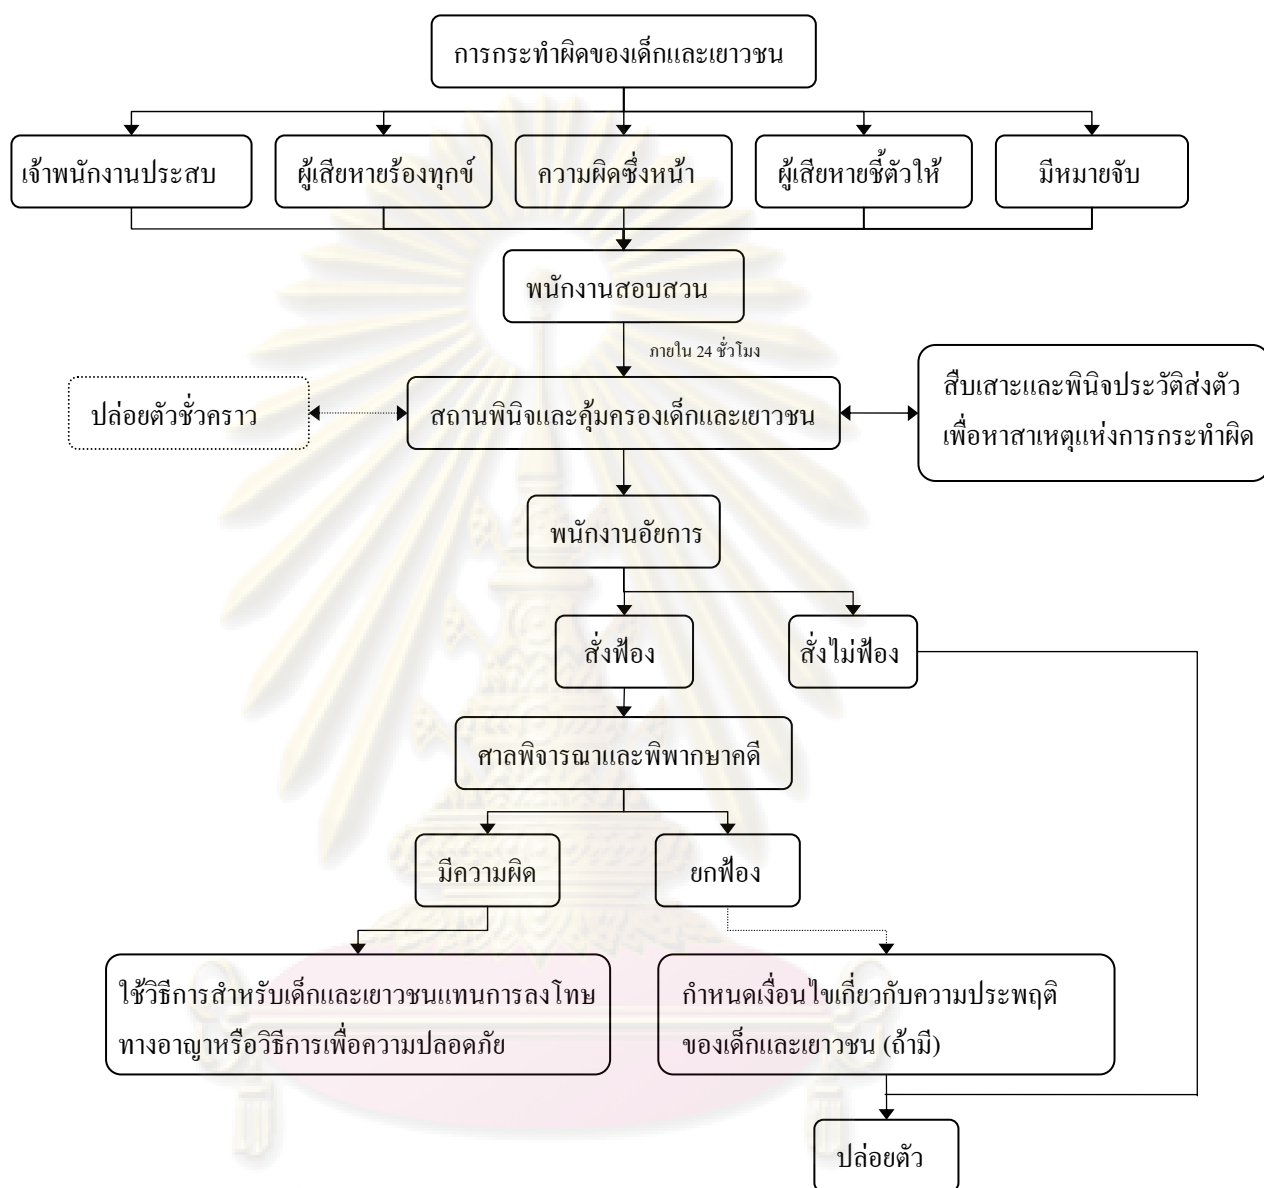 การกระทำผิดของเด็กและเยาวชน
เจ้าพนักงานประสบ
ผู้เสียหายร้องทุกข์
ความผิดซึ่งหน้า
ผู้เสียหายชี้ตัวให้
มีหมายจับ
พนักงานสอบสวน
ภายใน 24 ชั่วโมง
ปล่อยตัวชั่วคราว
สถานพินิจและคุ้มครองเด็กและเยาวชน
สืบเสาะและพินิจประวัติส่งตัว
เพื่อหาสาเหตุแห่งการกระทำผิด
พนักงานอัยการ
สั่งฟ้อง
สั่งไม่ฟ้อง
ศาลพิจารณาและพิพากษาคดี
มีความผิด
ยกฟ้อง
ใช้วิธีการสำหรับเด็กและเยาวชนแทนการลงโทษ
ทางอาญาหรือวิธีการเพื่อความปลอดภัย
กำหนดเงื่อนไขเกี่ยวกับความประพฤติ
ของเด็กและเยาวชน (ถ้ามี)
ปล่อยตัว